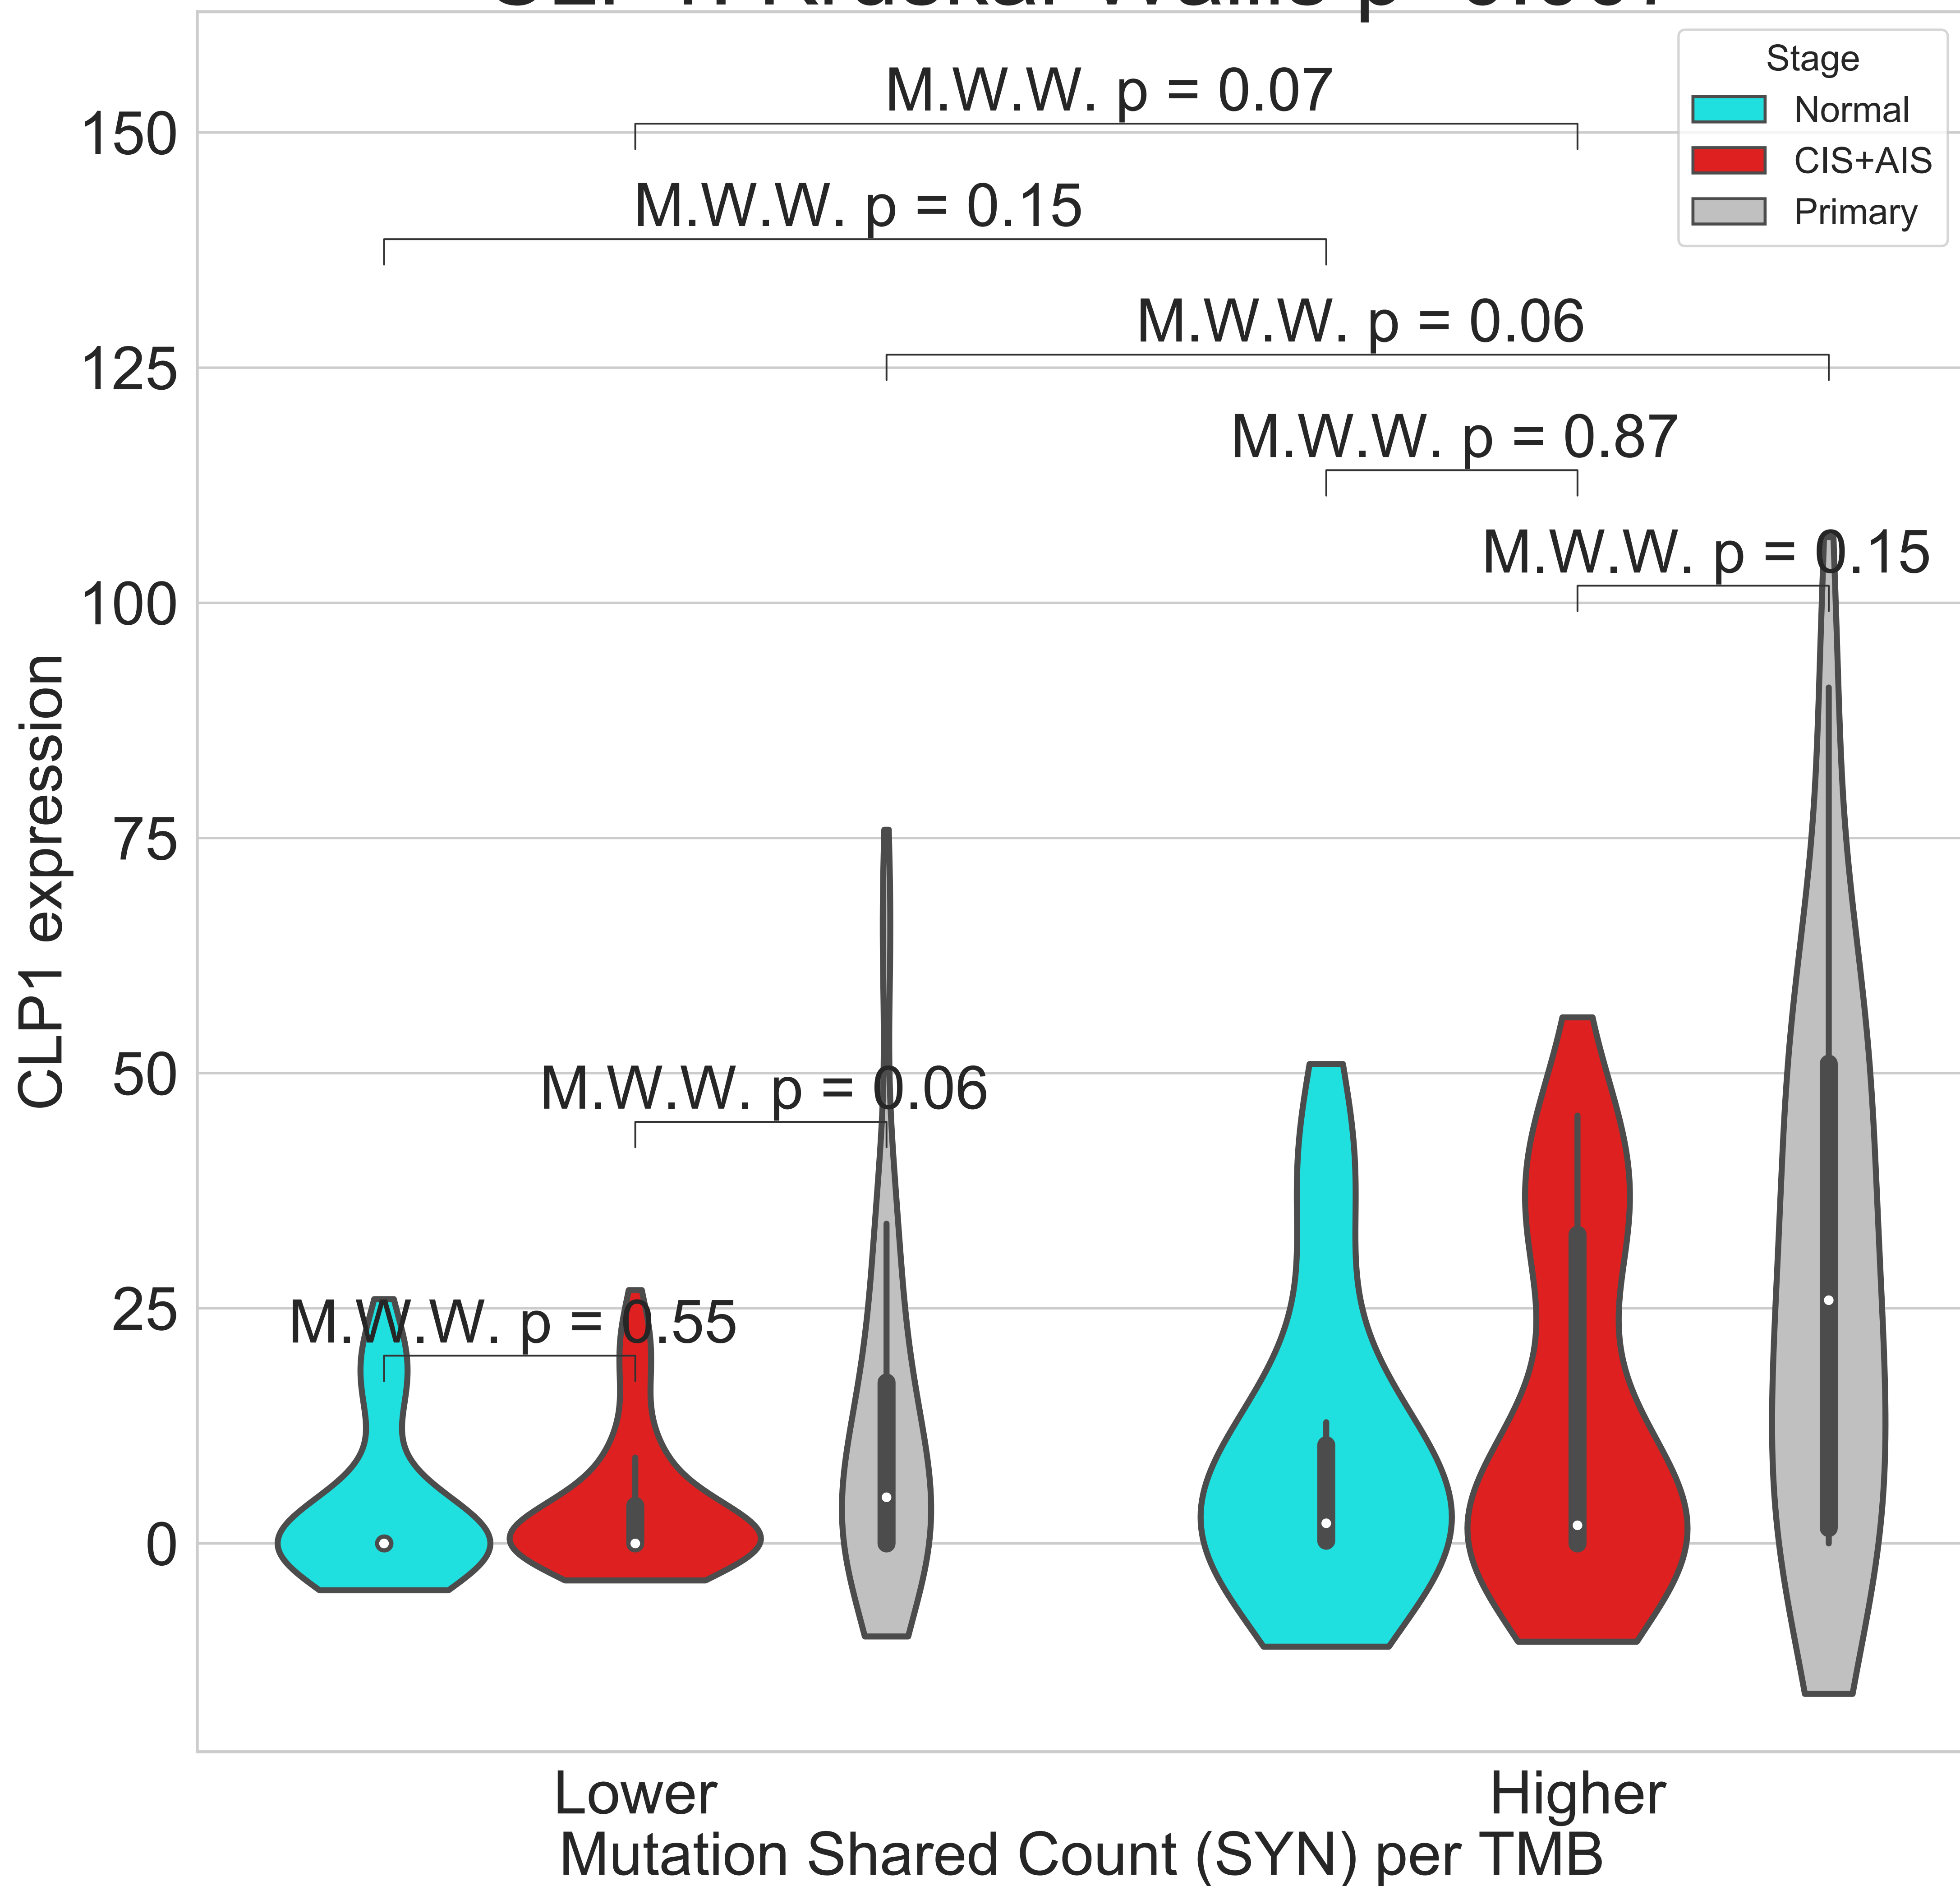 M.W.W. p = 0.07
M.W.W. p = 0.15
M.W.W. p = 0.06
M.W.W. p = 0.87
M.W.W. p = 0.15
M.W.W. p = 0.06
M.W.W. p = 0.55
Stage
Normal
CIS+AIS
Primary
150
125
100
75
50
25
0
CLP1 expression
Lower
Higher
Mutation Shared Count (SYN) per TMB